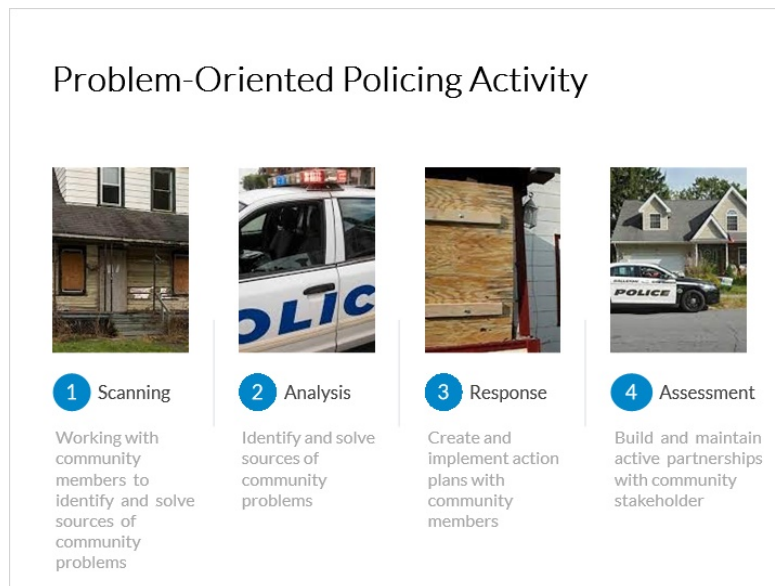 Problem-Oriented Policing Activity
OLIC
POLICE
1 Scanning
Working with
community
members to
identify and solve
sources of
community
problems
2 Analysis
Identify and solve
sources of
community
problems
3 Response
Create and
implement action
plans with
community
members
4 Assessment
Build and maintain
active partnerships
with community
stakeholder